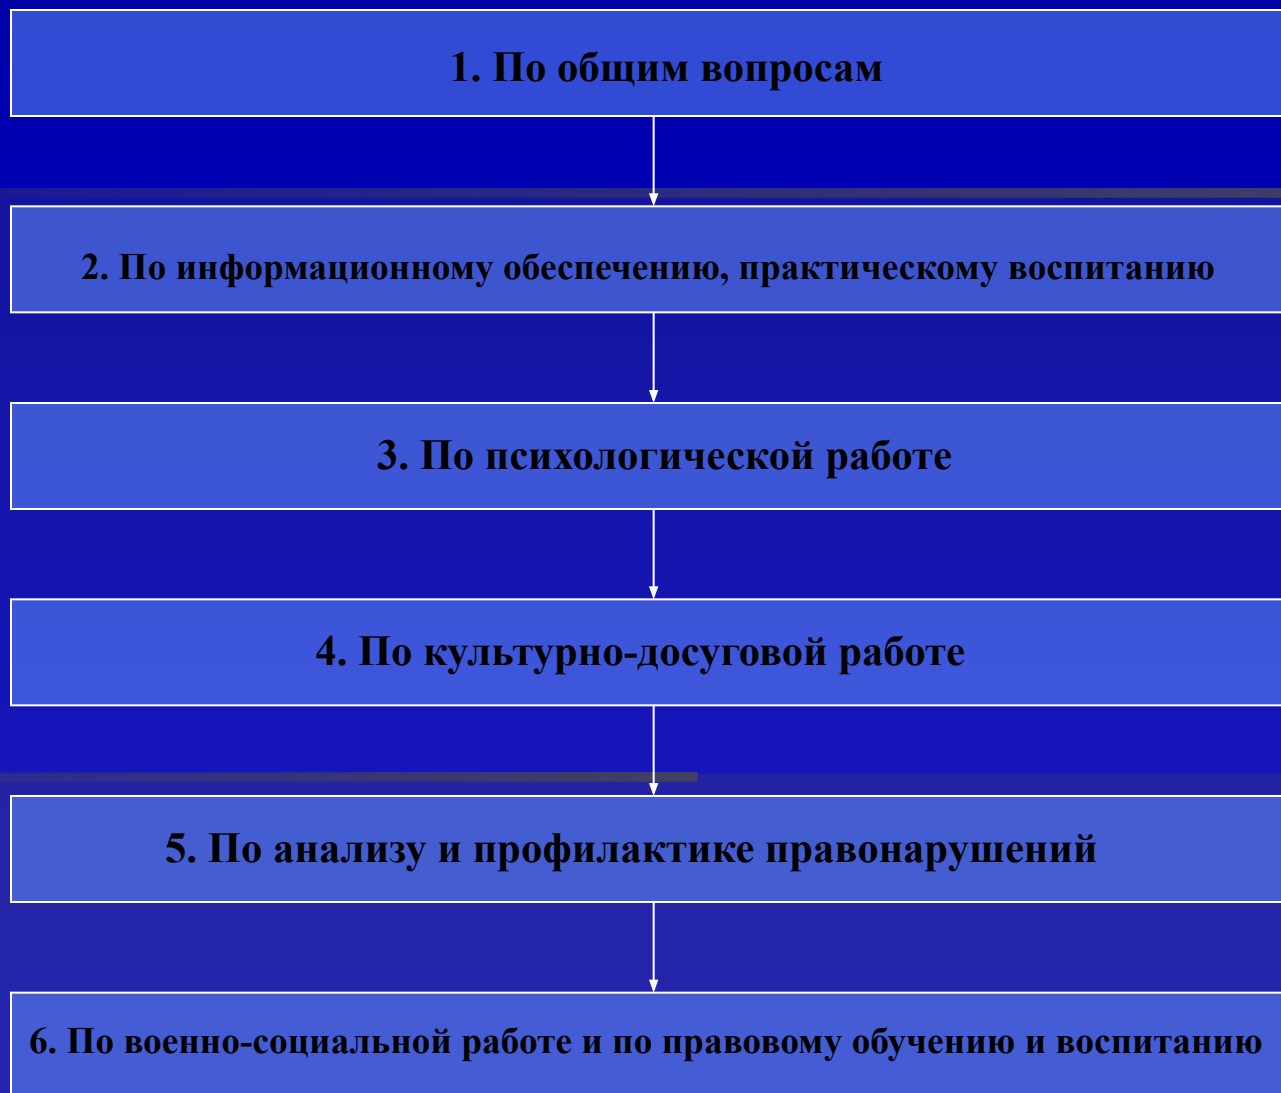 1. По общим вопросам
2. По информационному обеспечению, практическому воспитанию
3. По психологической работе
4. По культурно-досуговой работе
5. По анализу и профилактике правонарушений
6. По военно-социальной работе и по правовому обучению и воспитанию